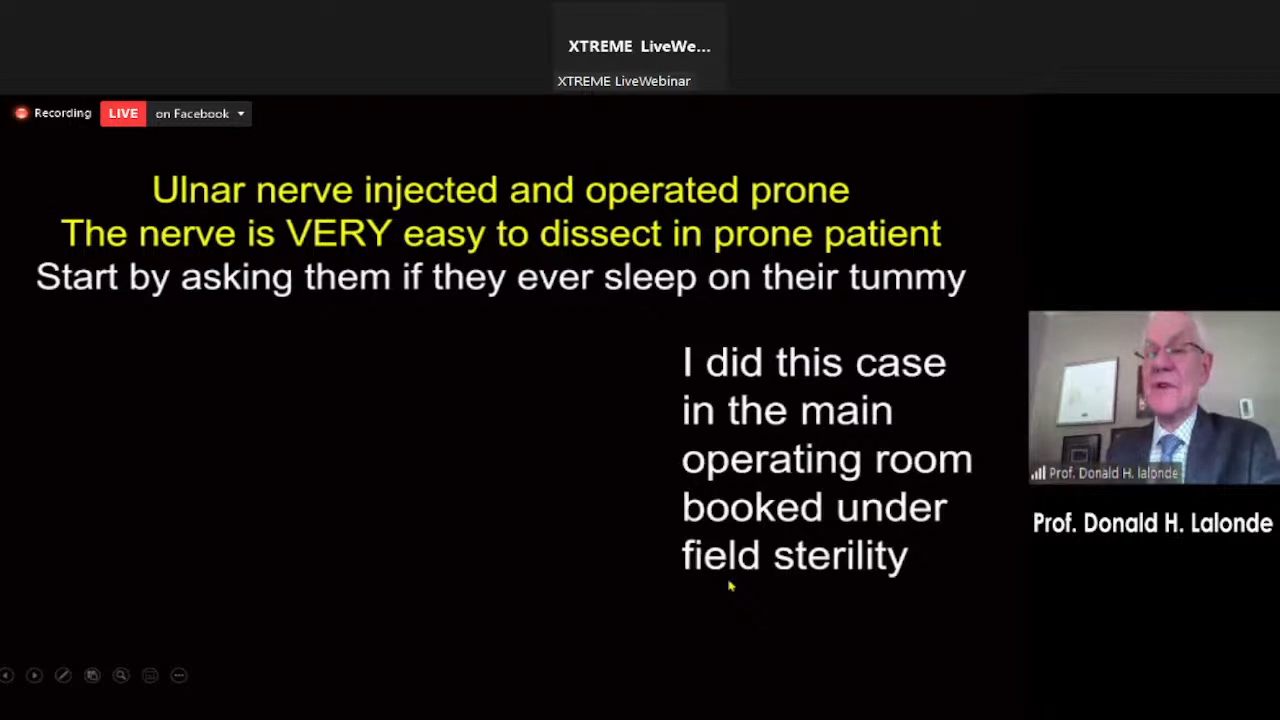 XTREME LiveWe...
XTREME LiveWebinar
Recording
LIVE
on Facebook
Ulnar nerve injected and operated prone
The nerve is VERY easy to dissect in prone patient
Start by asking them if they ever sleep on their tummy
I did this case
in the main
operating room
booked under
field sterility
Prof. Donald H. lalonde
Prof. Donald H. Lalonde